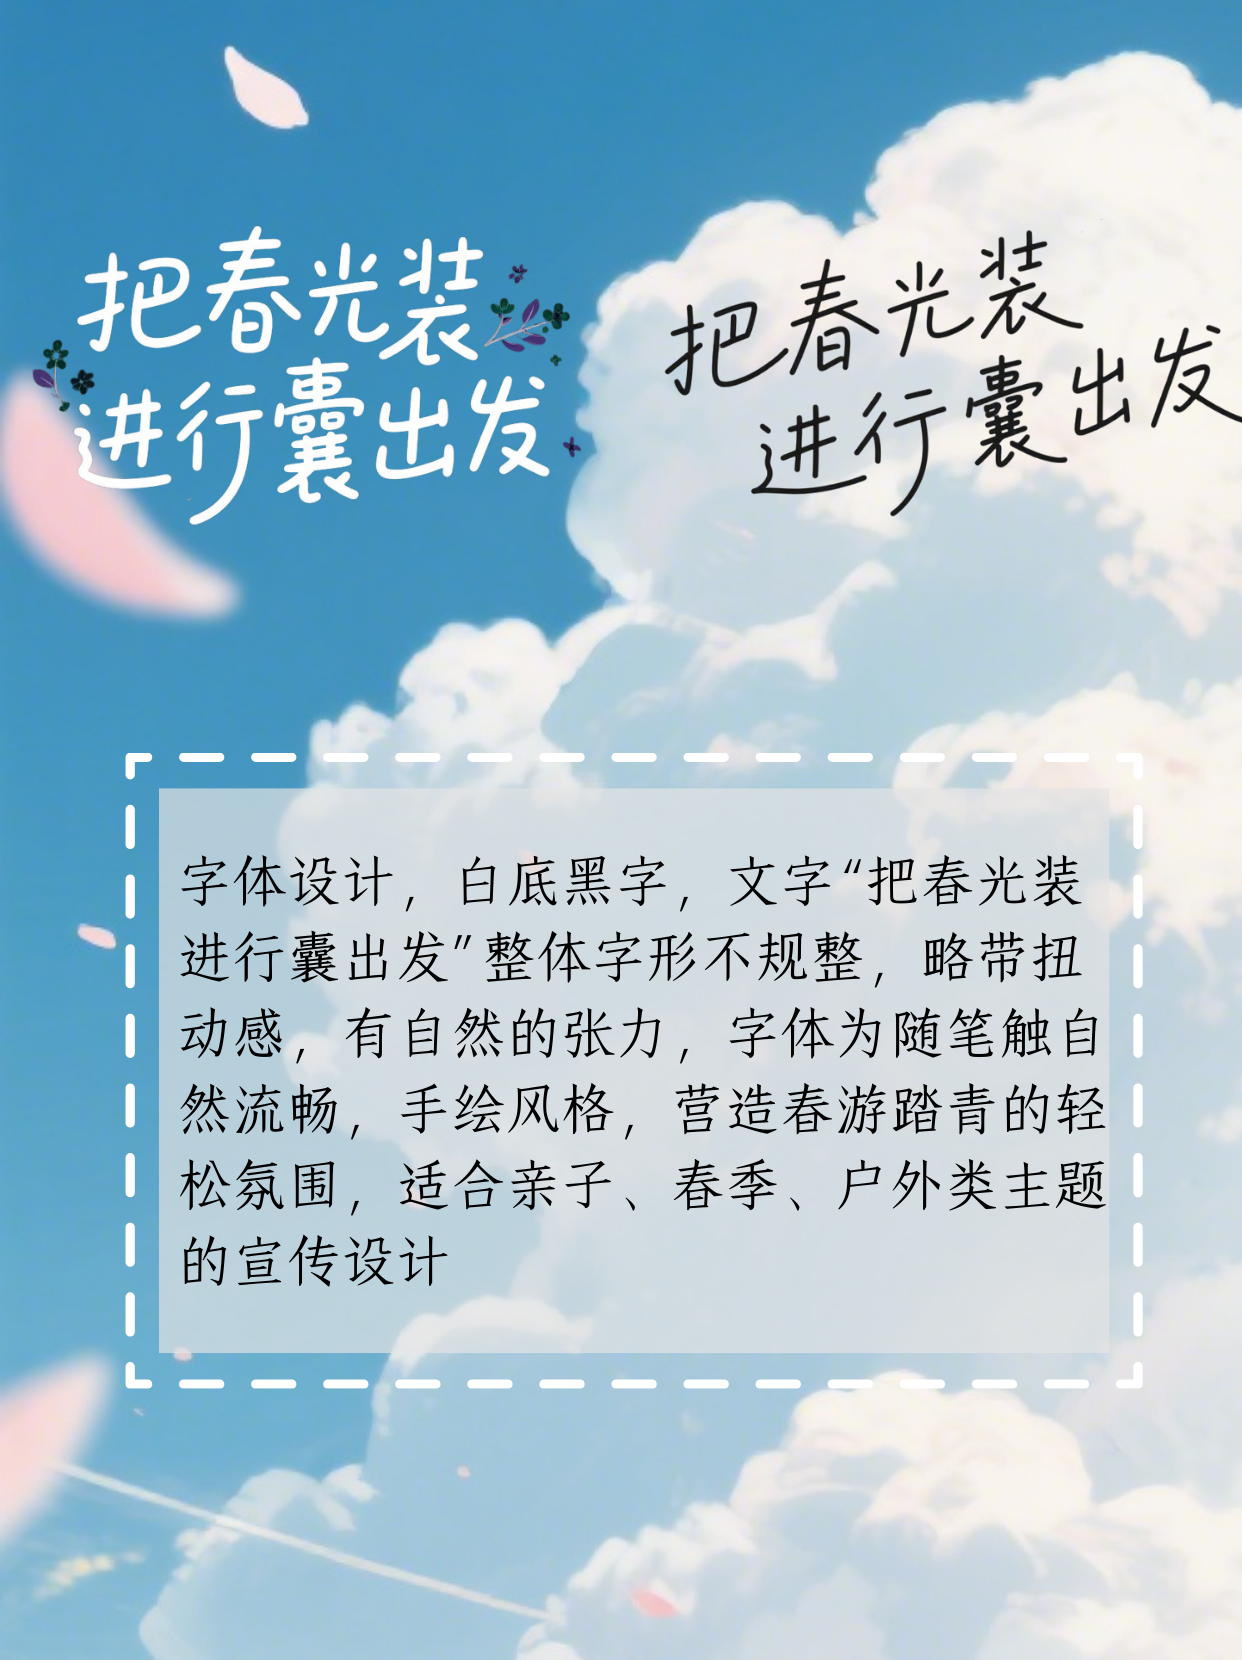 把春光装
进行囊出发
把春光装
进行囊出发
字体设计，白底黑字，文字“把春光装
进行囊出发”整体字形不规整，略带扭
动感，有自然的张力，字体为随笔触自
然流畅，手绘风格，营造春游踏青的轻
松氛围，适合亲子、春季、户外类主题
的宣传设计